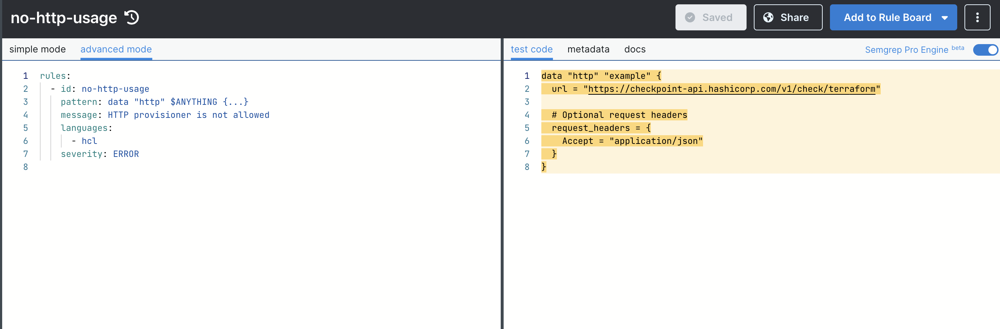 no-http-usage
Saved
Share
Add to Rule Board
simple mode
advanced mode
1 rules:
2 - id: no-http-usage
3 pattern: data "http" $ANYTHING {...}
4 message: HTTP provisioner is not allowed
5 languages:
6 - hcl
7 severity: ERROR
8
test code
metadata
docs
Semgrep Pro Engine beta
1 data "http" "example" {
2 url = "https://checkpoint-api.hashicorp.com/v1/check/terraform"
3
4 # Optional request headers
5 request_headers = {
6 Accept = "application/json"
7 }
8 }